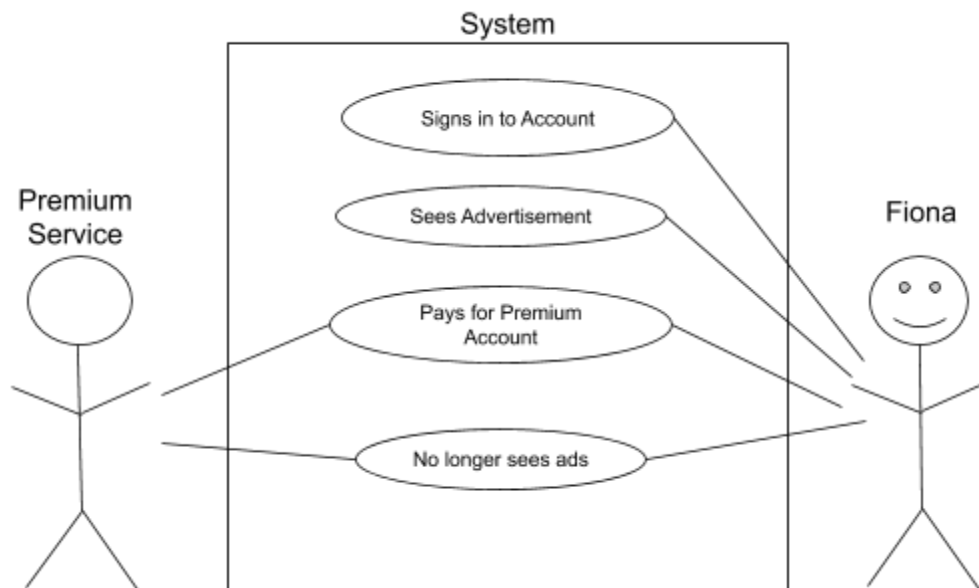 System
Signs in to Account
Premium
Service
Sees Advertisement
Fiona
Pays for Premium
Account
No longer sees ads